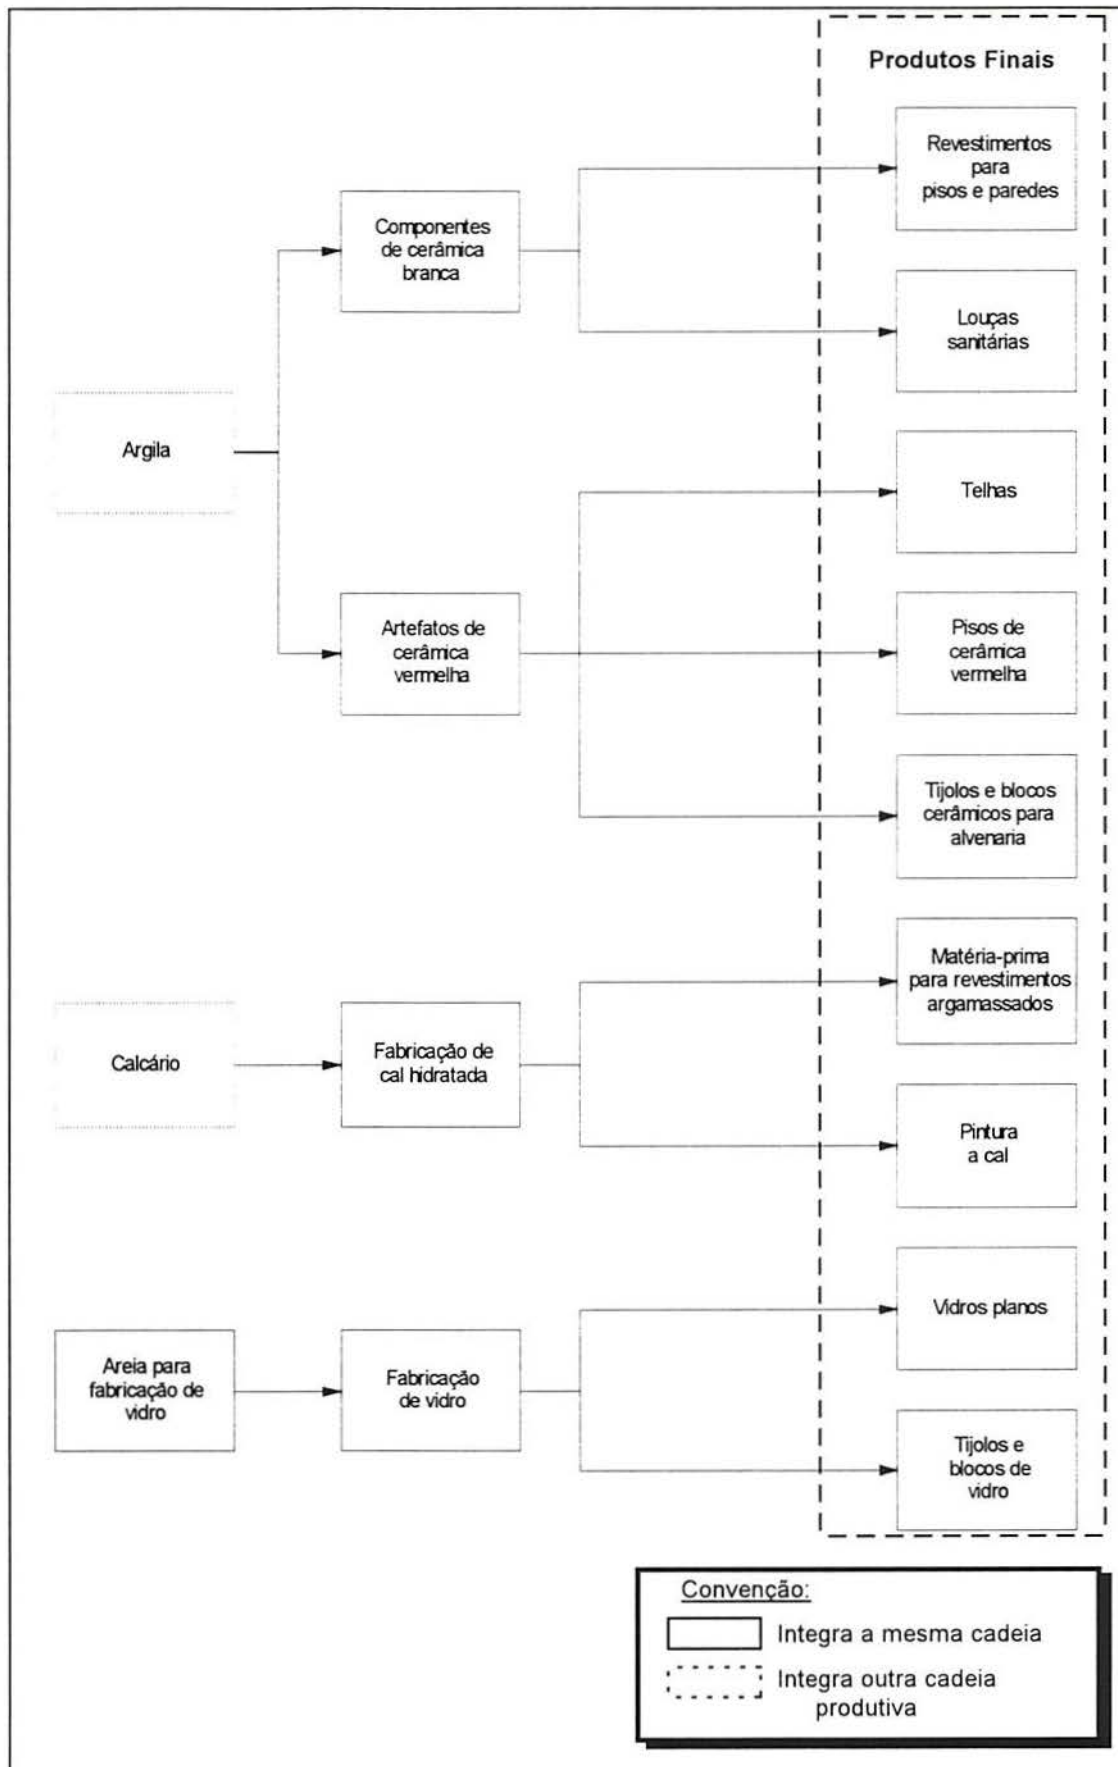 Produtos Finais
Revestimentos
para
pisos e paredes
Componentes
de cerâmica
branca
Louças
sanitárias
Argila
Telhas
Artefatos de
cerâmica
vermelha
Pisos de
cerâmica
vermelha
Tijolos e blocos
cerâmicos para
alvenaria
Matéria-prima
para revestimentos
argamassados
Calcário
Fabricação de
cal hidratada
Pintura
a cal
Vidros planos
Areia para
fabricação de
vidro
Fabricação
de vidro
Tijolos e
blocos de
vidro
Convenção:
Integra a mesma cadeia
Integra outra cadeia
produtiva